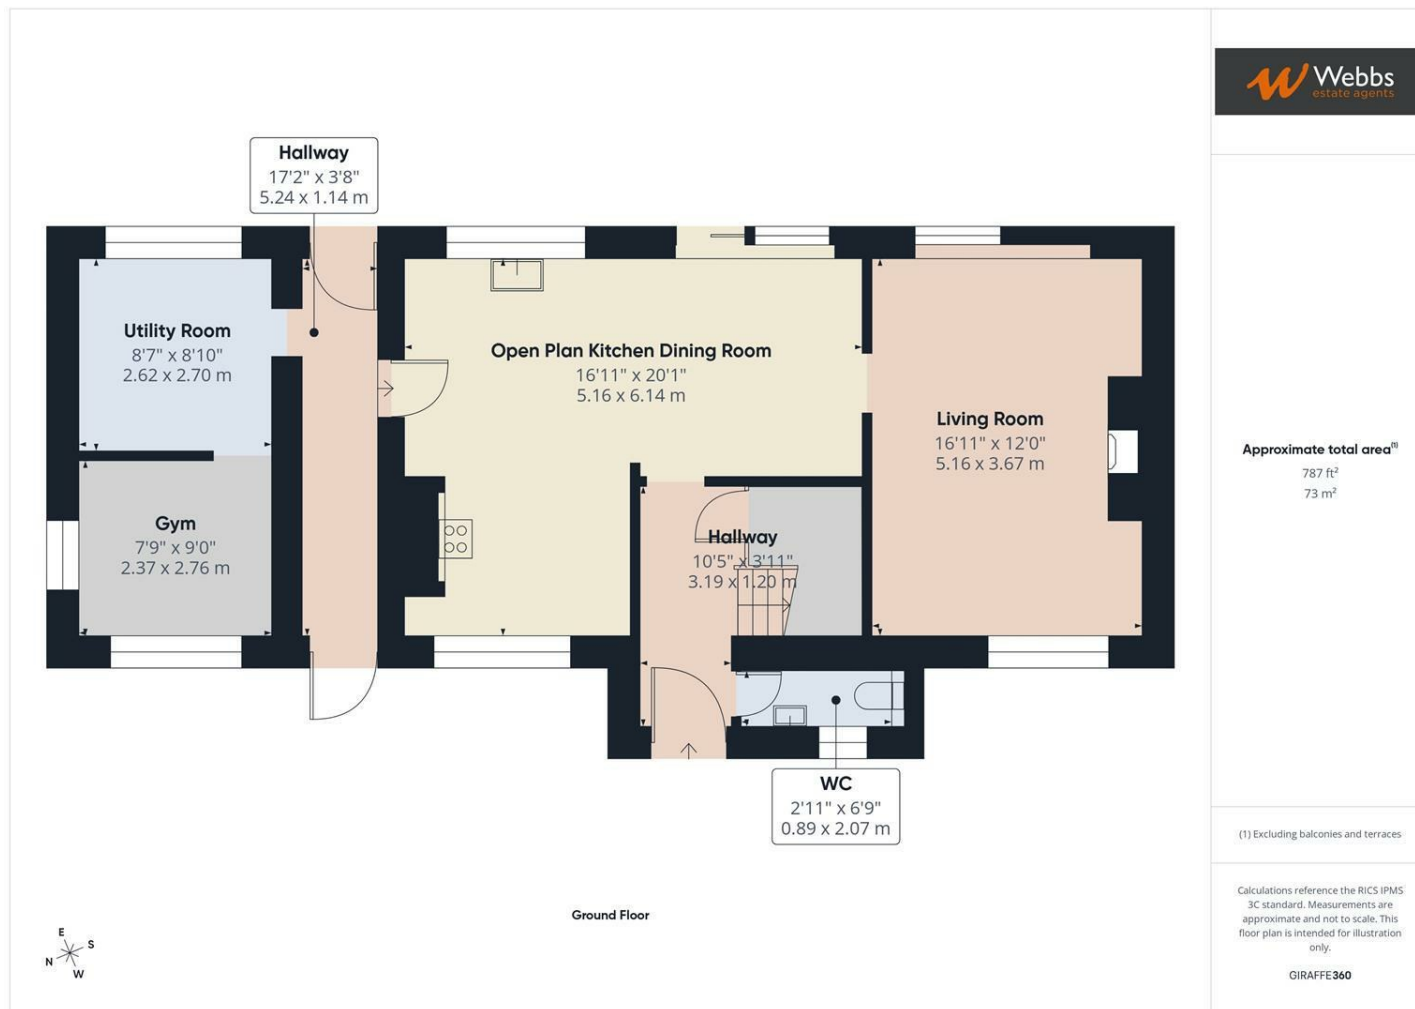 Webbs
estate agents
Hallway
17'2" x 3'8"
5.24 x 1.14 m
Utility Room
8'7" x 8'10"
2.62 x 2.70 m
Open Plan Kitchen Dining Room
16'11" x 20'1"
5.16 x 6.14 m
Living Room
16'11" x 12'0"
5.16 x 3.67 m
Gym
7'9" x 9'0"
2.37 x 2.76 m
Hallway
10'5" x 3'11"
3.19 x 1.20 m
WC
2'11" x 6'9"
0.89 x 2.07 m
Ground Floor
E
S
N
W
Approximate total area⁽¹⁾
787 ft²
73 m²
(1) Excluding balconies and terraces
Calculations reference the RICS IPMS
3C standard. Measurements are
approximate and not to scale. This
floor plan is intended for illustration
only.
GIRAFFE360